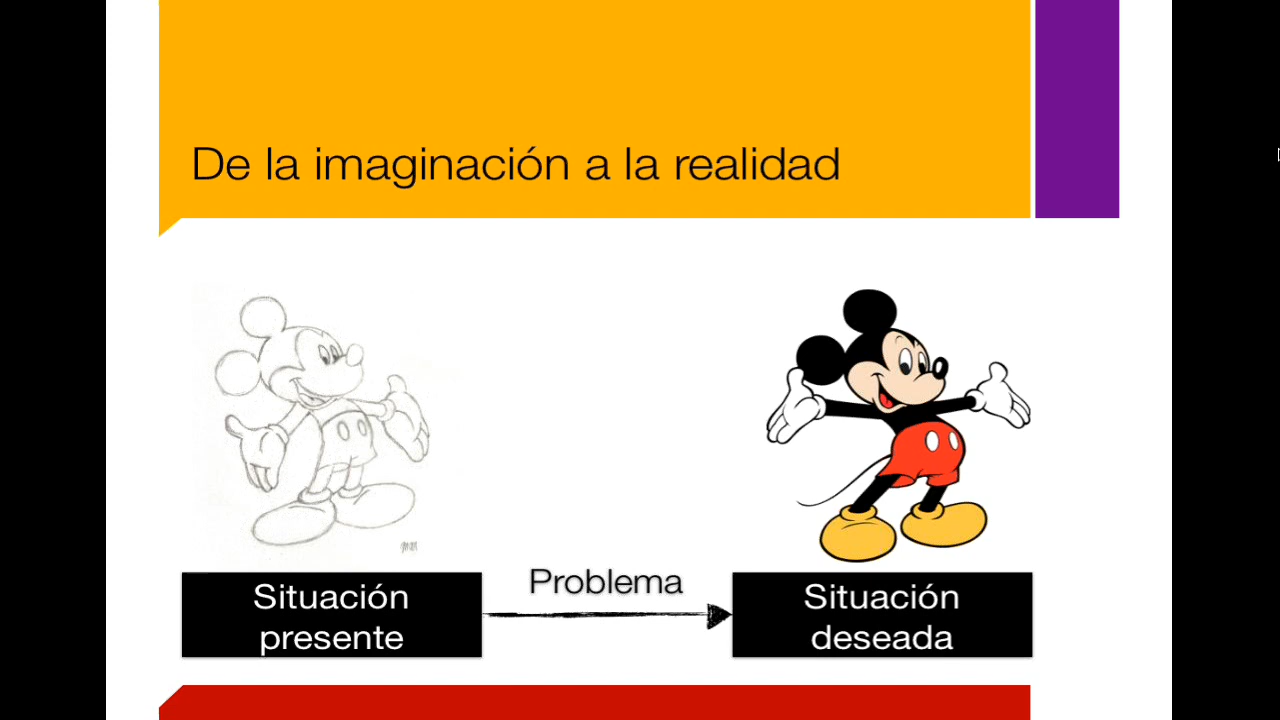 De la imaginación a la realidad
Problema
Situación
presente
Situación
deseada